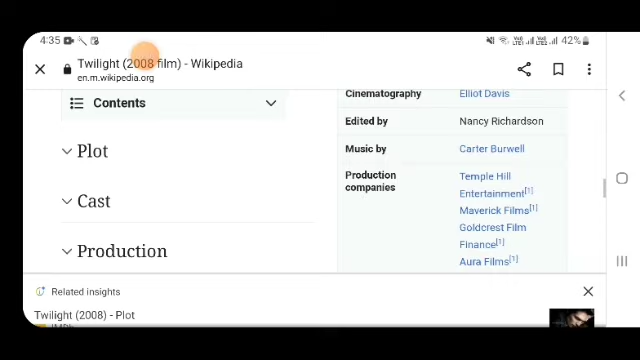 4:35
42%
Twilight (2008 film) - Wikipedia
en.m.wikipedia.org
Contents
Plot
Cast
Production
Cinematography Elliot Davis
Edited by Nancy Richardson
Music by Carter Burwell
Production companies Temple Hill
Entertainment[1]
Maverick Films[1]
Goldcrest Film
Finance[1]
Aura Films[1]
Related insights
Twilight (2008) - Plot